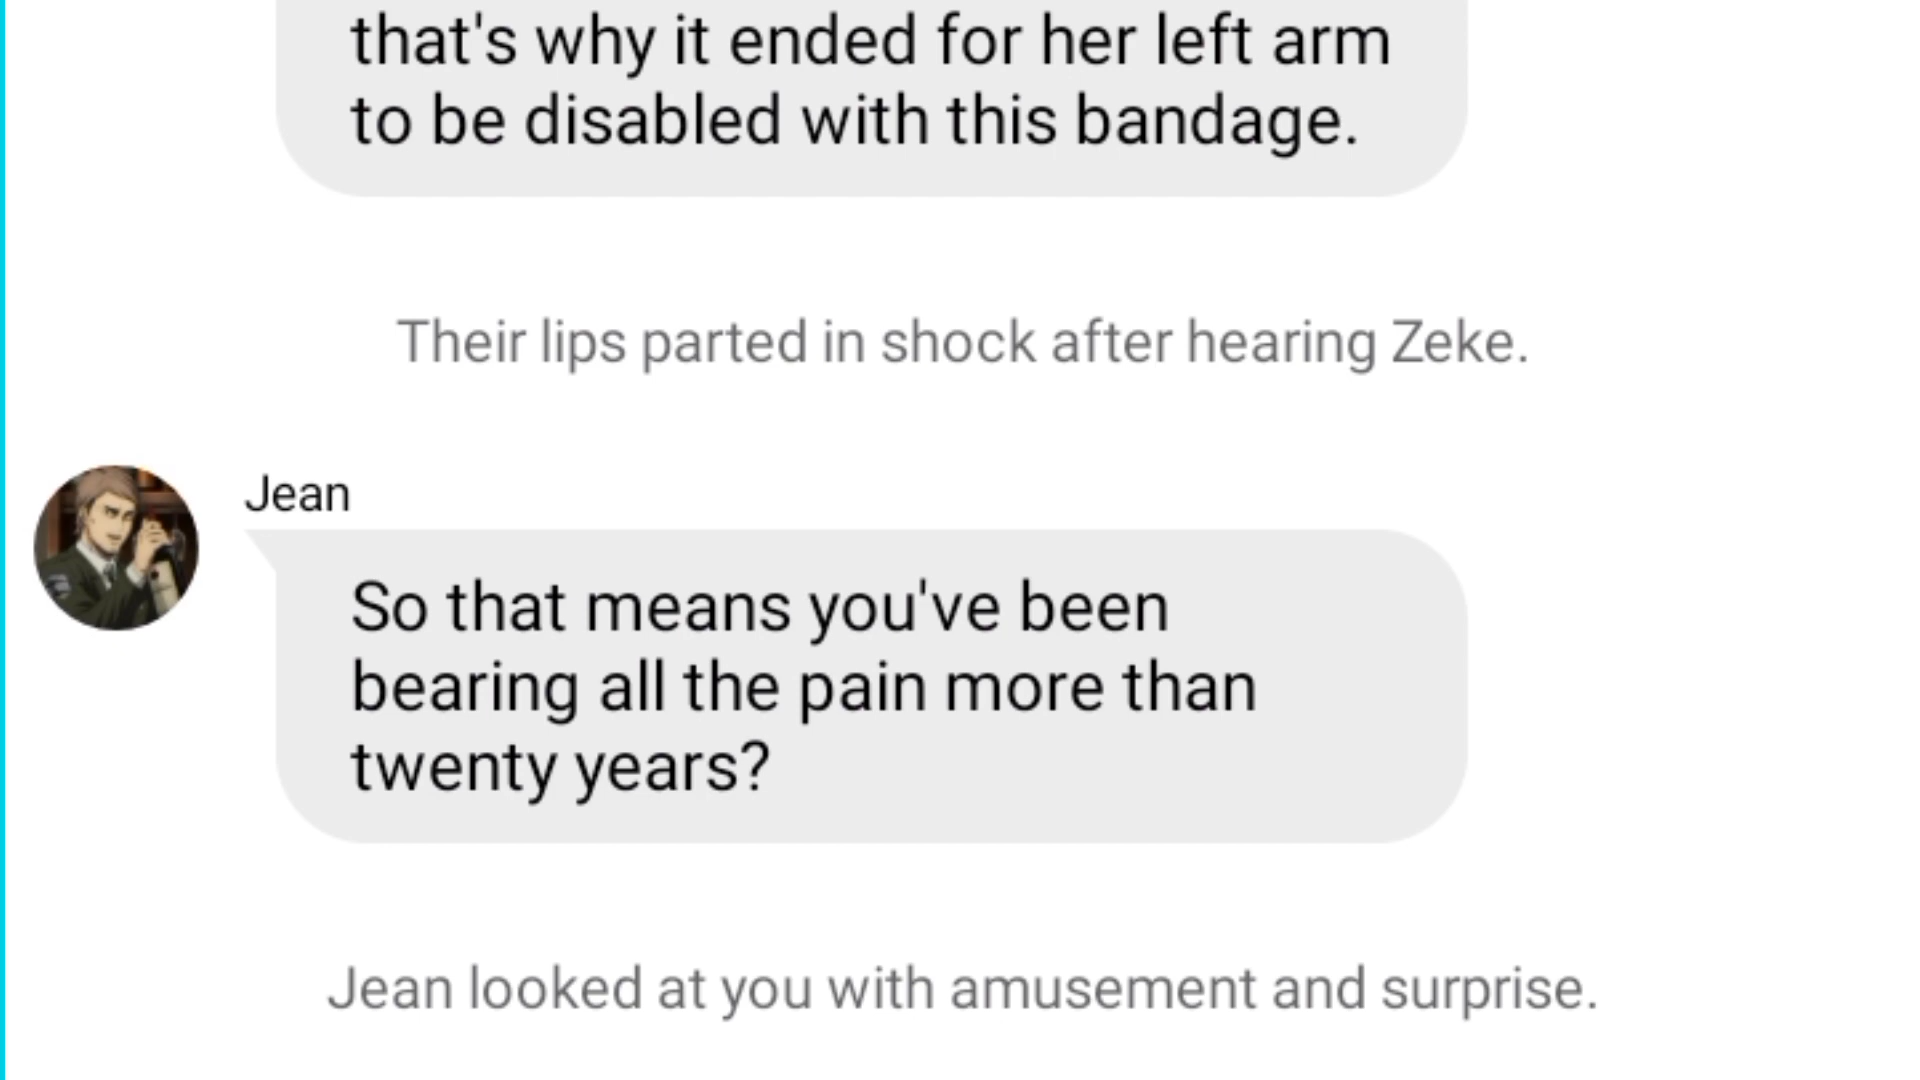 that's why it ended for her left arm
to be disabled with this bandage.
Their lips parted in shock after hearing Zeke.
Jean
So that means you've been
bearing all the pain more than
twenty years?
Jean looked at you with amusement and surprise.